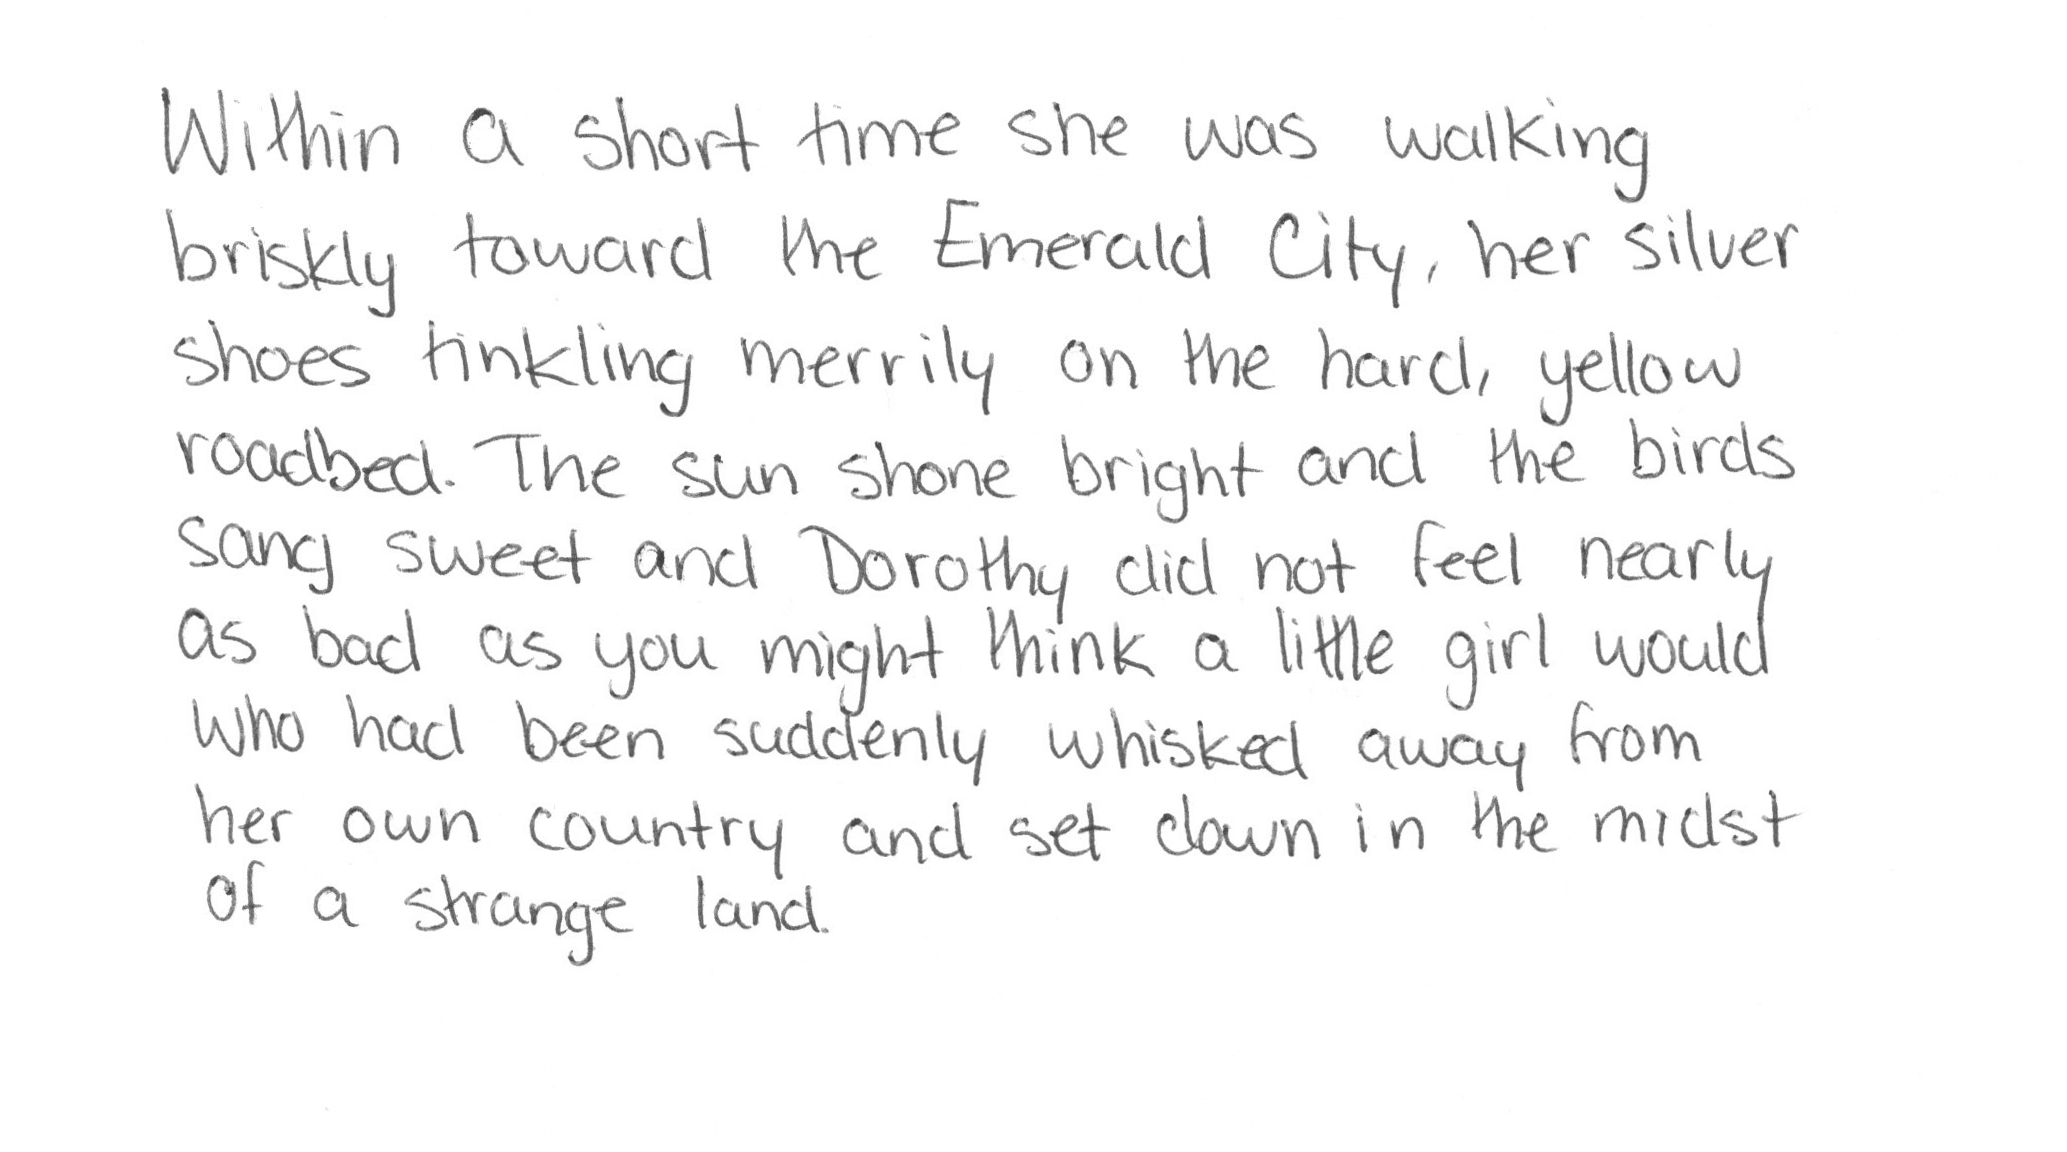 Within a short time she was walking
briskly toward the Emerald City, her silver
shoes tinkling merrily on the hard, yellow
roadbed. The sun shone bright and the birds
sang sweet and Dorothy did not feel nearly
as bad as you might think a little girl would
who had been suddenly whisked away from
her own country and set down in the midst
of a strange land.